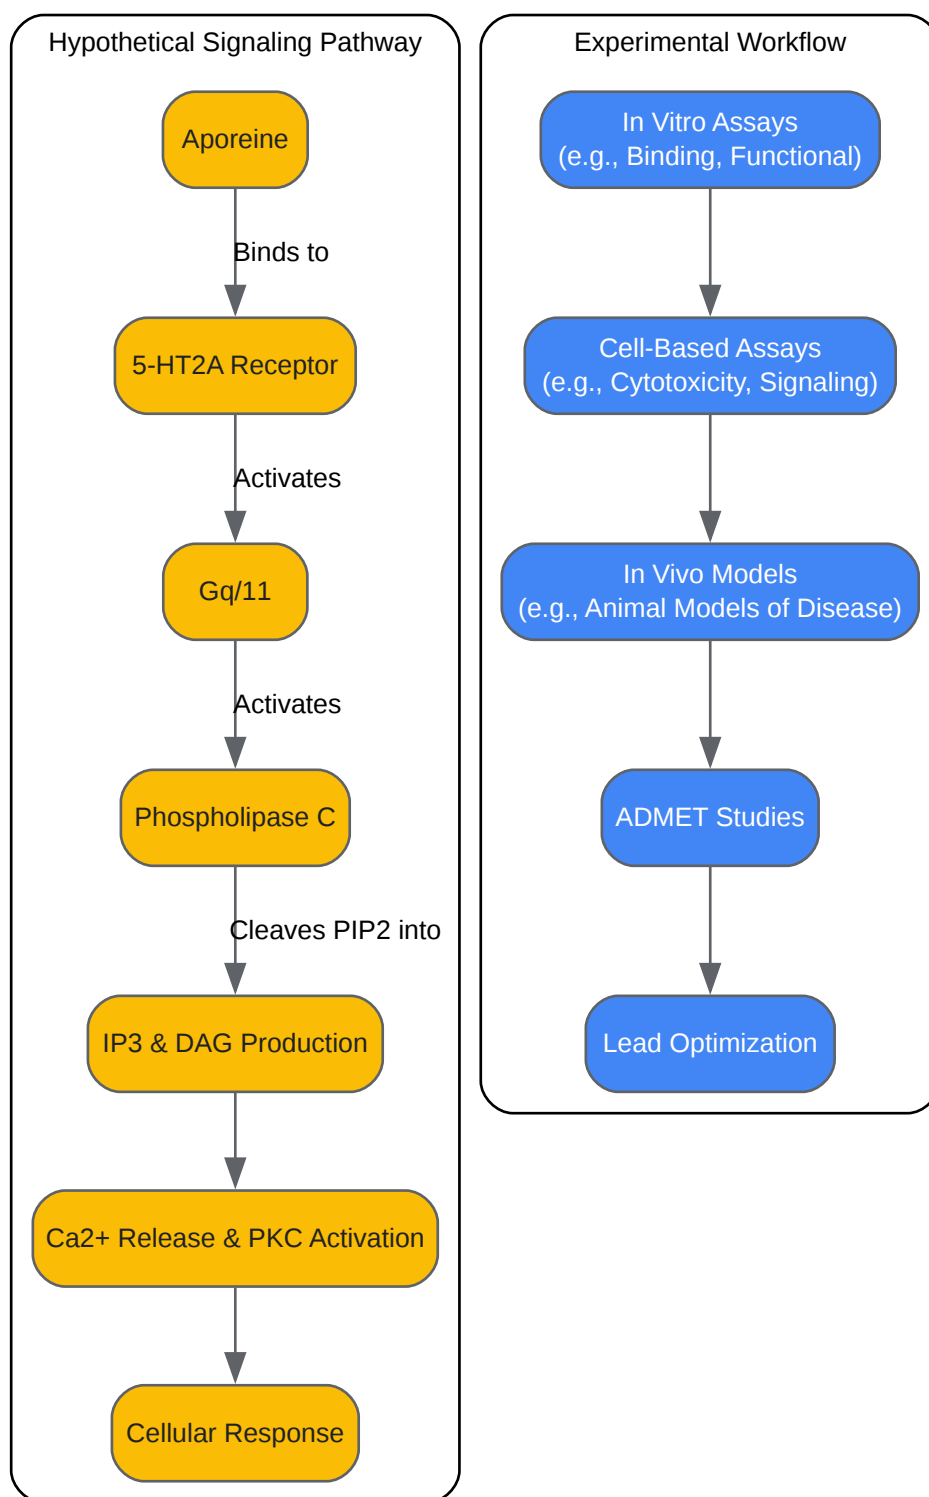 Hypothetical Signaling Pathway
Aporeine
Binds to
5-HT2A Receptor
Activates
Gq/11
Activates
Phospholipase C
Cleaves PIP2 into
IP3 & DAG Production
Ca2+ Release & PKC Activation
Cellular Response
Experimental Workflow
In Vitro Assays
(e.g., Binding, Functional)
Cell-Based Assays
(e.g., Cytotoxicity, Signaling)
In Vivo Models
(e.g., Animal Models of Disease)
ADMET Studies
Lead Optimization